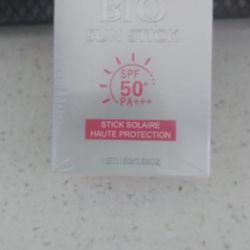 BIO
SUN STICK
SPF
50+
PA+++
STICK SOLAIRE
HAUTE PROTECTION